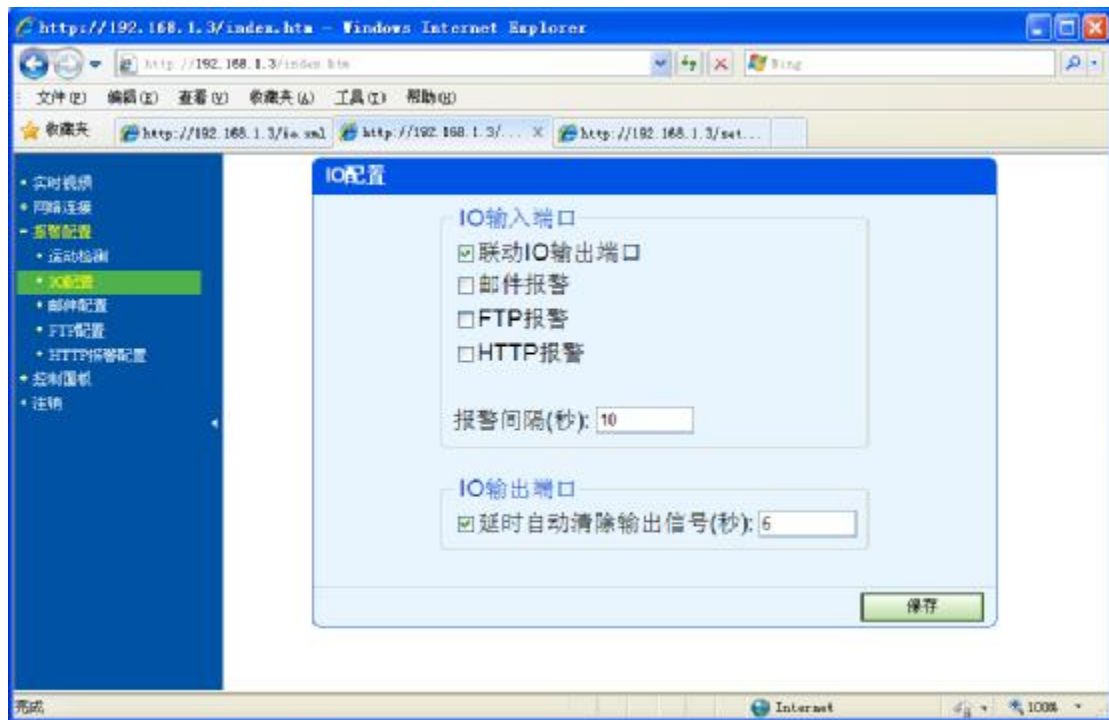 https://192.168.1.3/index.htm - Windows Internet Explorer
http://192.168.1.3/index.htm
Bing
文件(F) 编辑(E) 查看(V) 收藏夹(A) 工具(T) 帮助(H)
收藏夹 http://192.168.1.3/io.xml http://192.168.1.3/... × http://192.168.1.3/set...
实时视频
网络连接
报警配置
运动检测
IO配置
邮件配置
FTP配置
HTTP报警配置
控制面板
注销
IO配置
IO输入端口
联动IO输出端口
邮件报警
FTP报警
HTTP报警
报警间隔(秒): 10
IO输出端口
延时自动清除输出信号(秒): 6
保存
完成 Internet 100%